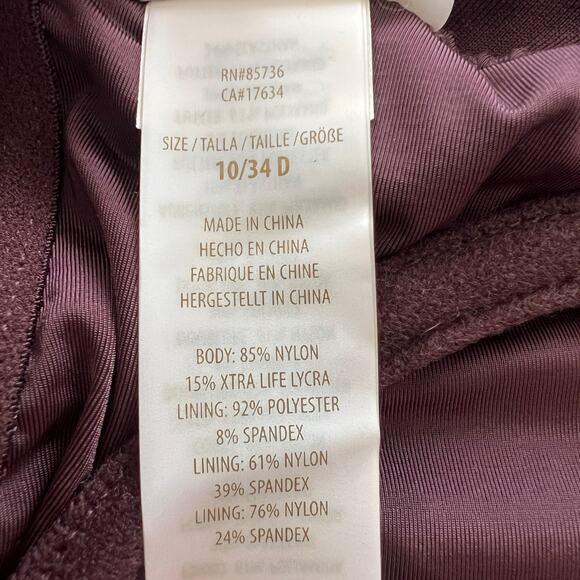 RN#85736
CA#17634
SIZE / TALLA / TAILLE / GRÖßE
10/34 D
MADE IN CHINA
HECHO EN CHINA
FABRIQUE EN CHINE
HERGESTELLT IN CHINA
BODY: 85% NYLON
15% XTRA LIFE LYCRA
LINING: 92% POLYESTER
8% SPANDEX
LINING: 61% NYLON
39% SPANDEX
LINING: 76% NYLON
24% SPANDEX